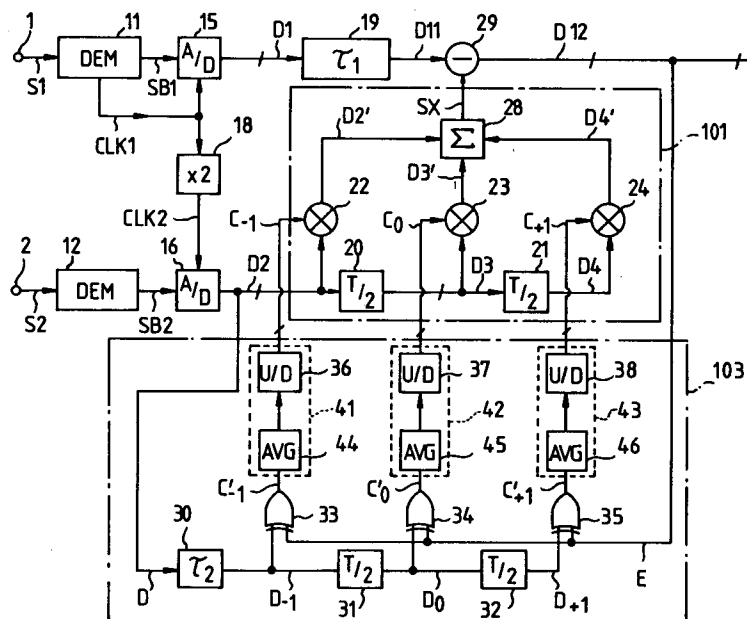 1 S1 11 DEM SB1 15 A/D D1 19 τ1 D11 29 − D12
CLK1 18 x2 CLK2
SX 28 Σ D2' D4' 101
D3'
C-1 22 C0 23 C+1 24
2 S2 12 DEM SB2 16 A/D D2 20 T/2 D3 21 T/2 D4
U/D 36 U/D 37 U/D 38 103
41 42 43
AVG 44 AVG 45 AVG 46
C'-1 33 C'0 34 C'+1 35
30 τ2 T/2 T/2 E
D D-1 31 D0 32 D+1